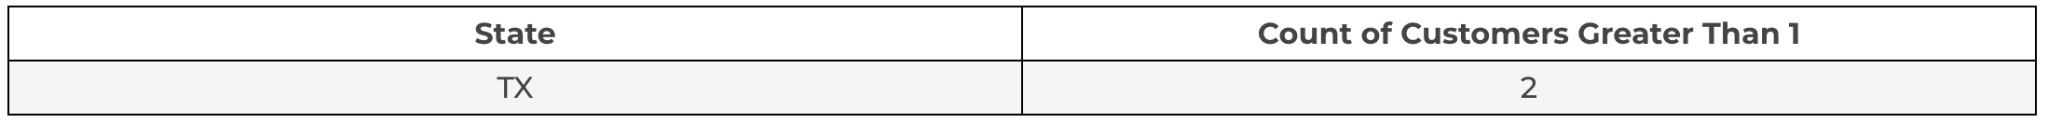 State Count of Customers Greater Than 1
TX 2